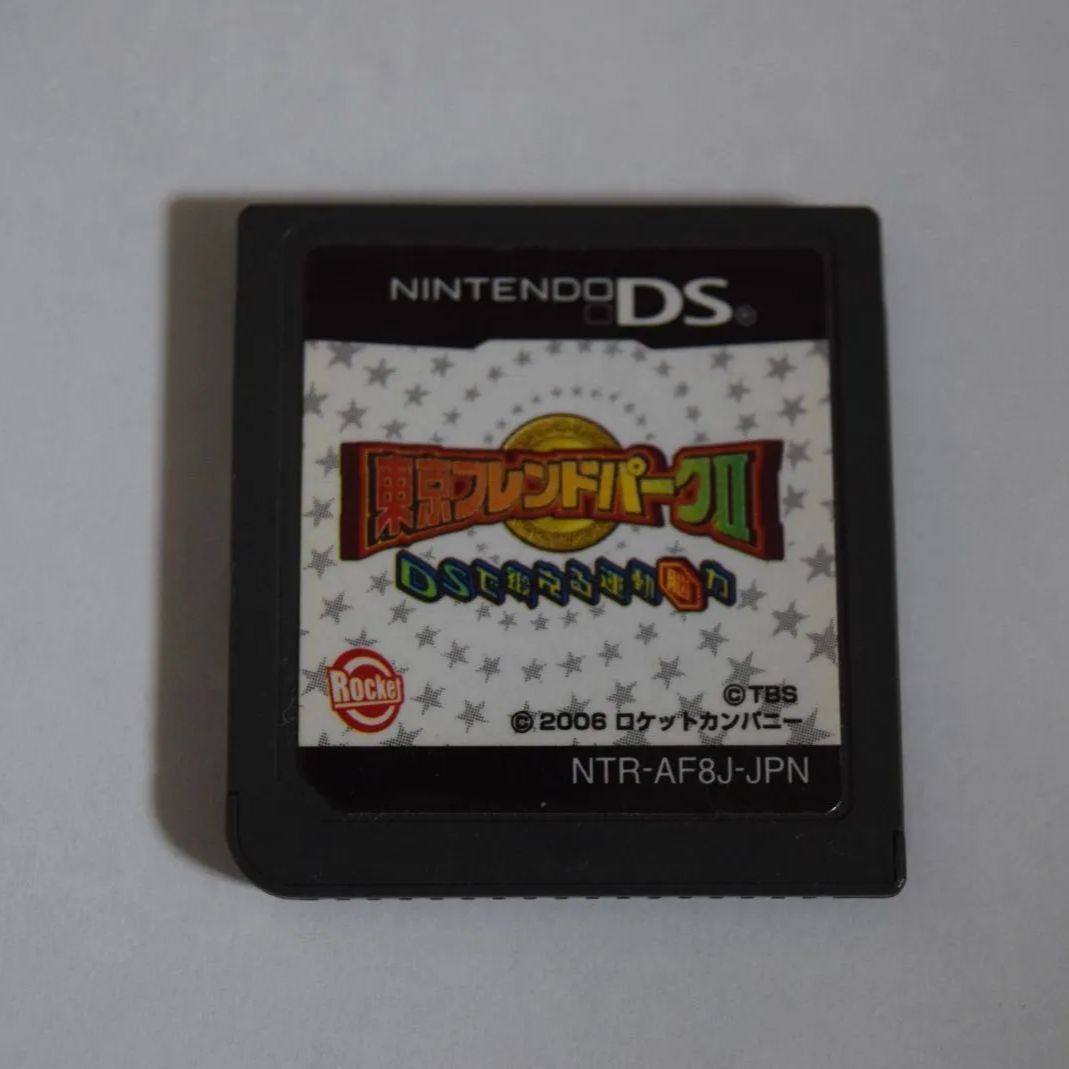 NINTENDO DS®
東京フレンドパークII
DSで鍛える運動脳力
Rocket
©TBS
© 2006 ロケットカンパニー
NTR-AF8J-JPN